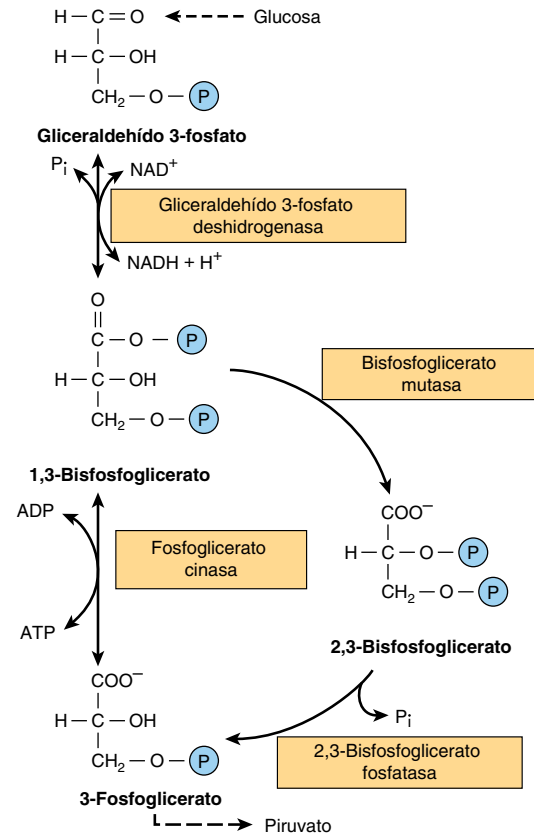 H — C = O
Glucosa
H — C — OH
CH₂ — O — P
Gliceraldehído 3-fosfato
Pi
NAD⁺
Gliceraldehído 3-fosfato
deshidrogenasa
NADH + H⁺
O
C — O — P
H — C — OH
CH₂ — O — P
Bisfosfoglicerato
mutasa
1,3-Bisfosfoglicerato
ADP
Fosfoglicerato
cinasa
ATP
COO⁻
H — C — O — P
CH₂ — O — P
2,3-Bisfosfoglicerato
COO⁻
H — C — OH
CH₂ — O — P
Pi
2,3-Bisfosfoglicerato
fosfatasa
3-Fosfoglicerato
Piruvato